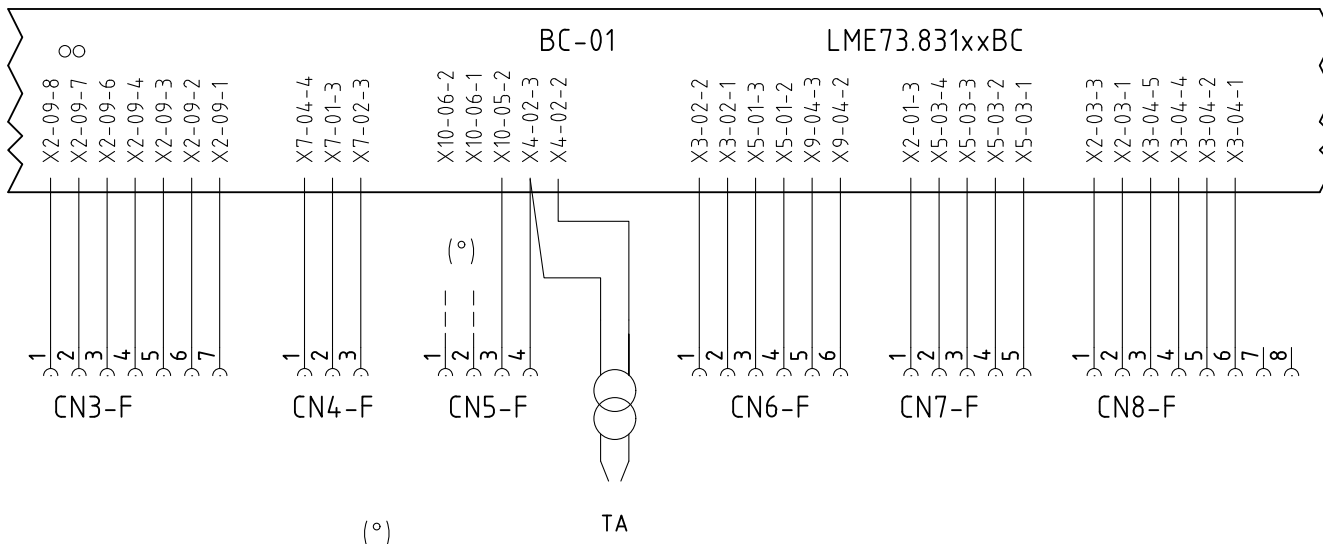 BC-01 LME73.831xxBC
X2-09-8
X2-09-7
X2-09-6
X2-09-4
X2-09-3
X2-09-2
X2-09-1
X7-04-4
X7-01-3
X7-02-3
X10-06-2
X10-06-1
X10-05-2
X4-02-3
X4-02-2
X3-02-2
X3-02-1
X5-01-3
X5-01-2
X9-04-3
X9-04-2
X2-01-3
X5-03-4
X5-03-3
X5-03-2
X5-03-1
X2-03-3
X2-03-1
X3-04-5
X3-04-4
X3-04-2
X3-04-1
(°)
1 2 3 4 5 6 7
1 2 3
1 2 3 4
1 2 3 4 5 6
1 2 3 4 5
1 2 3 4 5 6 7 8
CN3-F CN4-F CN5-F CN6-F CN7-F CN8-F
TA
(°)